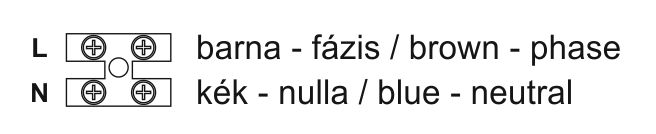 L barna - fázis / brown - phase
N kék - nulla / blue - neutral